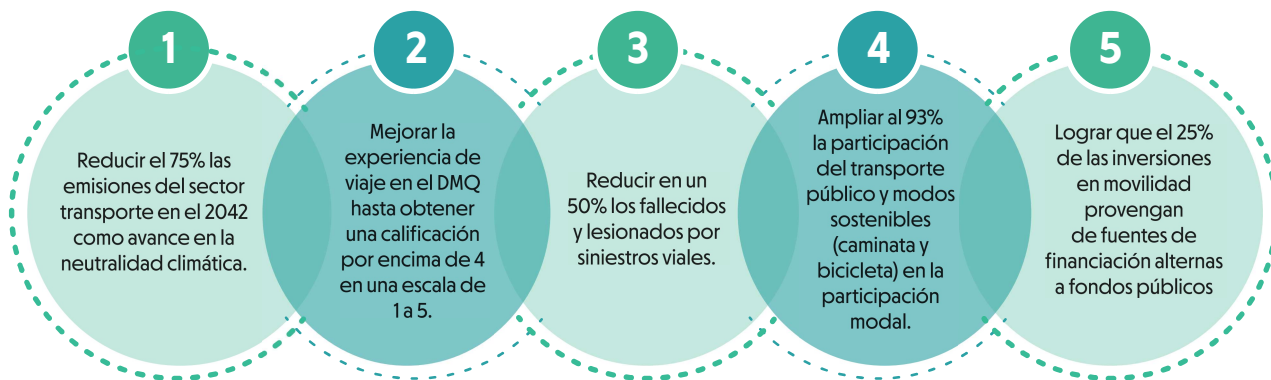 1
Reducir el 75% las
emisiones del sector
transporte en el 2042
como avance en la
neutralidad climática.
2
Mejorar la
experiencia de
viaje en el DMQ
hasta obtener
una calificación
por encima de 4
en una escala de
1 a 5.
3
Reducir en un
50% los fallecidos
y lesionados por
siniestros viales.
4
Ampliar al 93%
la participación
del transporte
público y modos
sostenibles
(caminata y
bicicleta) en la
participación
modal.
5
Lograr que el 25%
de las inversiones
en movilidad
provengan
de fuentes de
financiación alternas
a fondos públicos